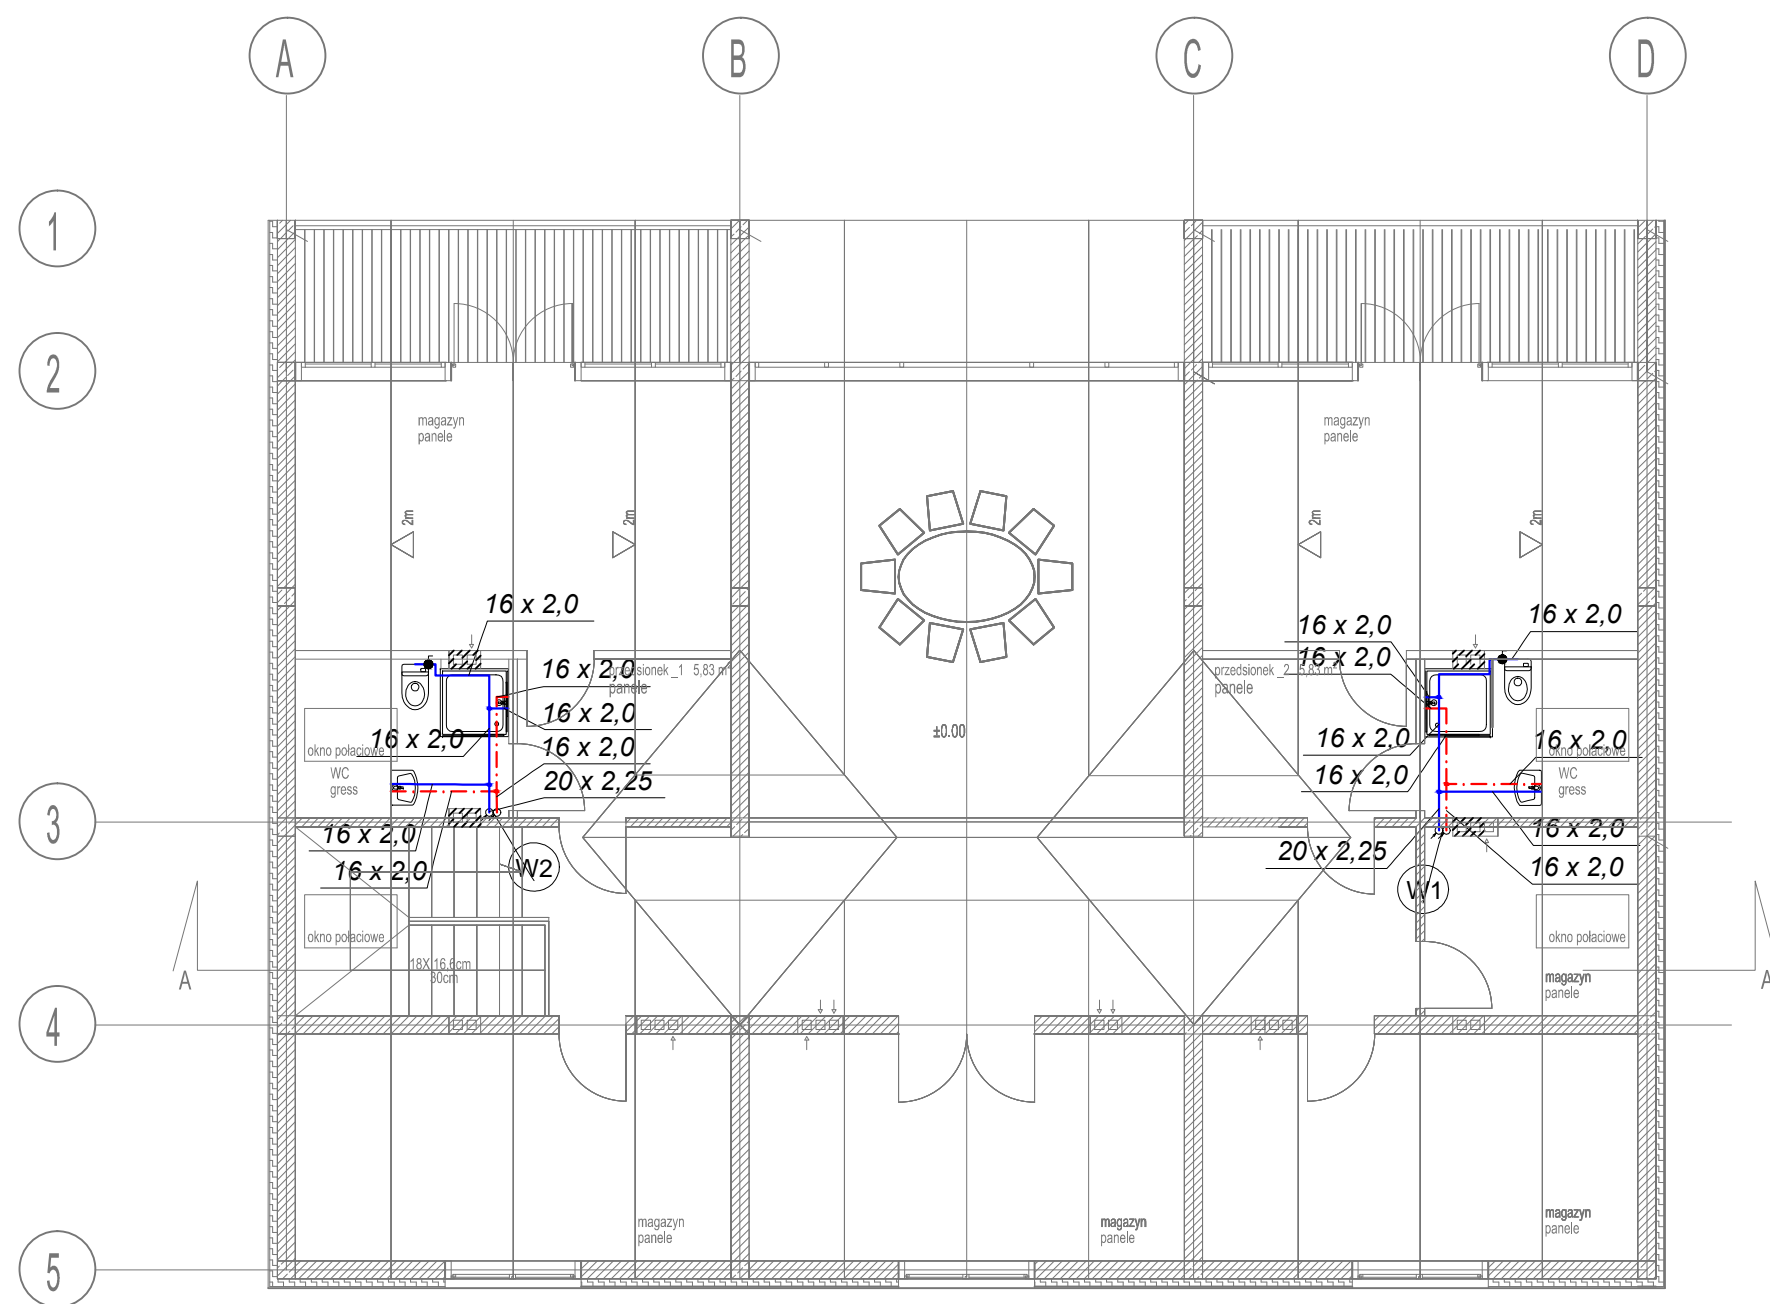 A
B
C
D
1
2
magazyn
panele
magazyn
panele
2m
2m
2m
2m
16 x 2,0
16 x 2,0
16 x 2,0
16 x 2,0
16 x 2,0
przedsionek _1 5,83 m²
panele
przedsionek _2 5,83 m²
panele
16 x 2,0
±0.00
16 x 2,0
okno połaciowe
16 x 2,0
16 x 2,0
16 x 2,0
okno połaciowe
WC
gress
20 x 2,25
16 x 2,0
WC
gress
3
16 x 2,0
16 x 2,0
16 x 2,0
W2
20 x 2,25
16 x 2,0
W1
okno połaciowe
okno połaciowe
18X 16,6cm
30cm
A
magazyn
panele
A
4
magazyn
panele
magazyn
panele
magazyn
panele
5